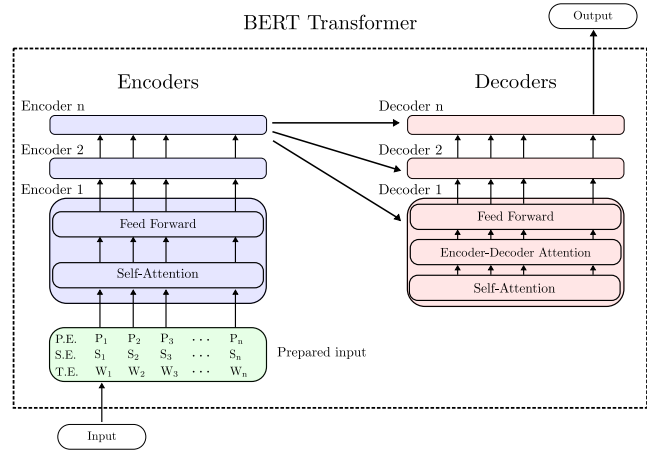 BERT Transformer
Output
Encoders
Decoders
Encoder n
Decoder n
Encoder 2
Decoder 2
Encoder 1
Decoder 1
Feed Forward
Self-Attention
Feed Forward
Encoder-Decoder Attention
Self-Attention
P.E. P1 P2 P3 ··· Pn
S.E. S1 S2 S3 ··· Sn
T.E. W1 W2 W3 ··· Wn
Prepared input
Input